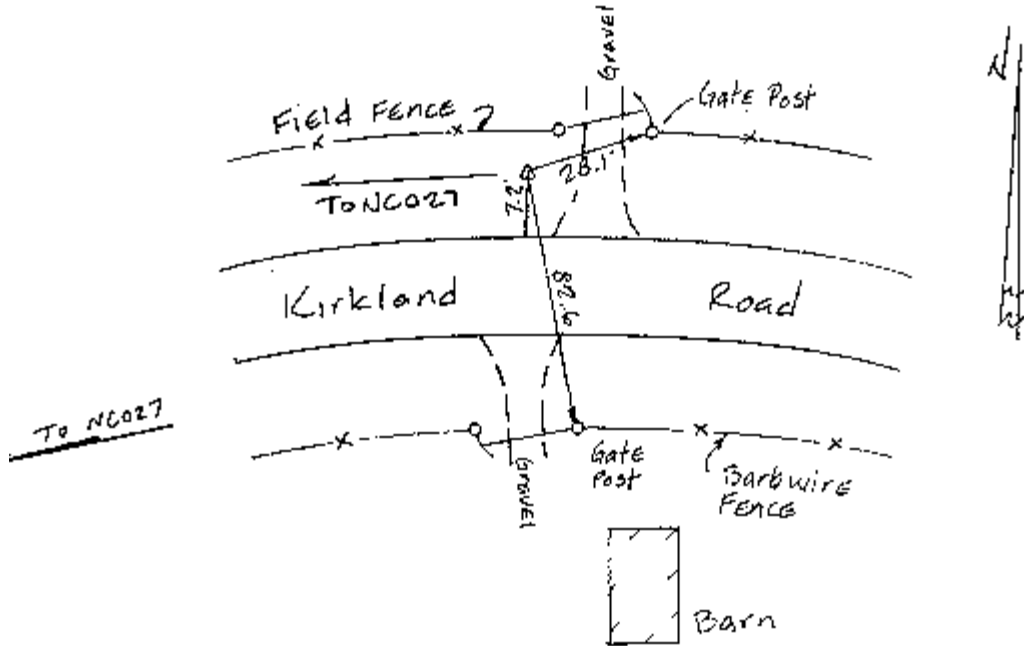 Gravel
N
Gate Post
Field Fence
28.1'
To NC027
7.2'
82.6
Kirkland Road
To NC027
Gate
Post
Gravel
Barbwire
Fence
Barn